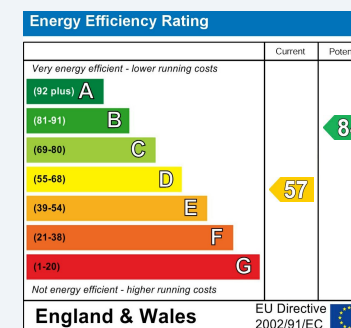 Energy Efficiency Rating
Current
Very energy efficient - lower running costs
(92 plus) A
(81-91) B
(69-80) C
(55-68) D
57
(39-54) E
(21-38) F
(1-20) G
Not energy efficient - higher running costs
England & Wales
EU Directive
2002/91/EC